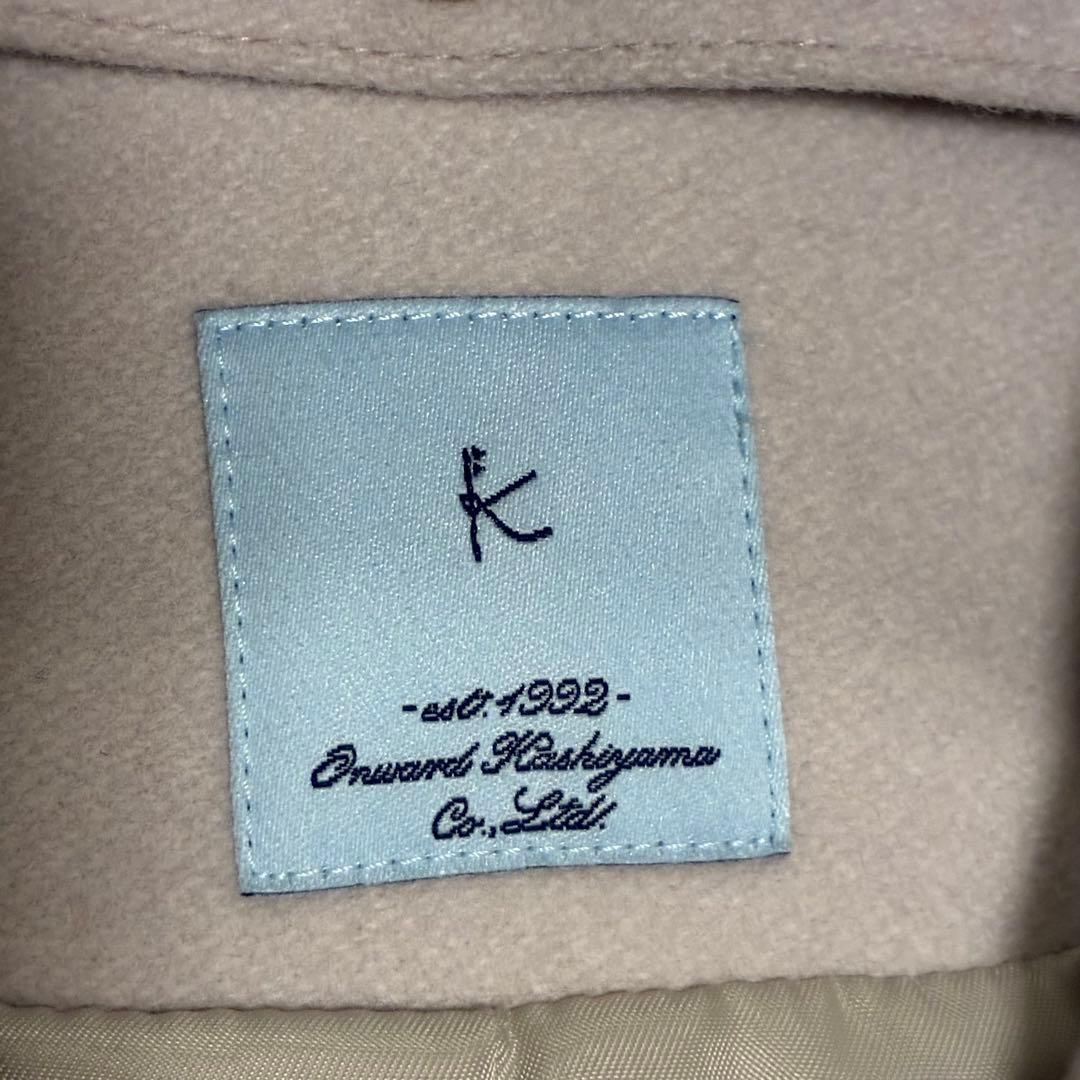 K
-est.1992-
Onward Kashiyama
Co.,Ltd.